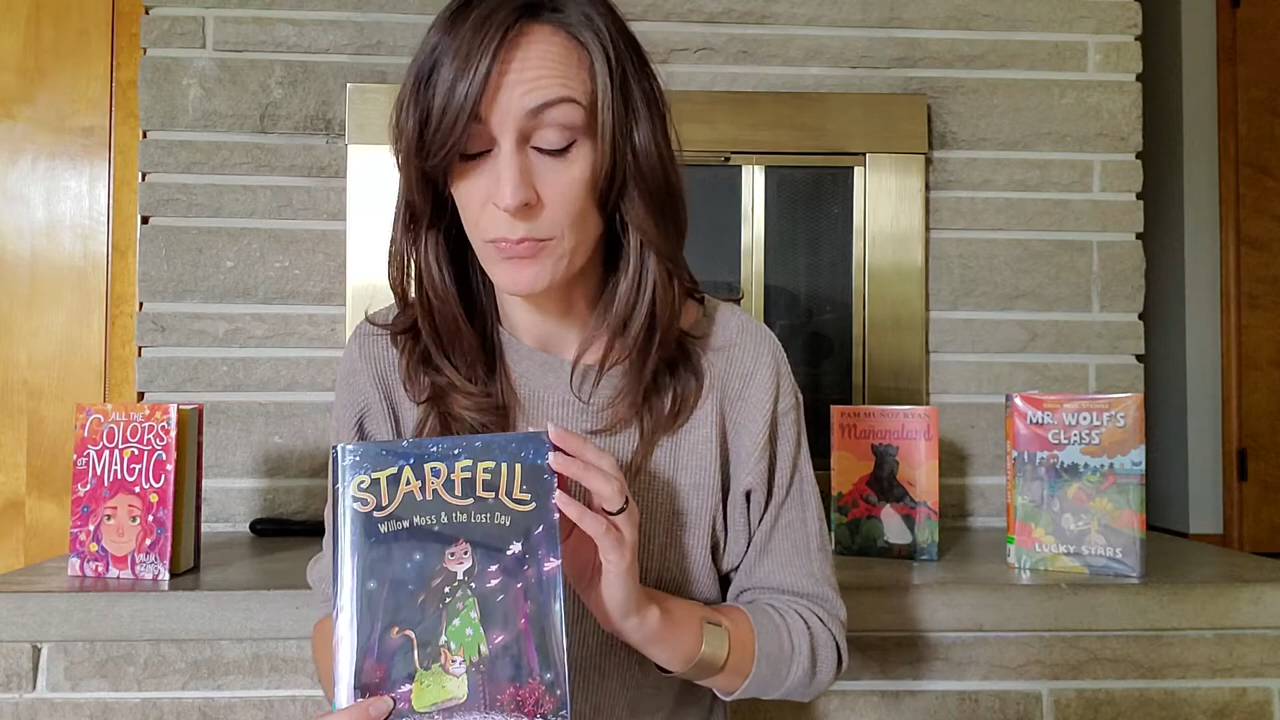 ALL THE
COLORS
OF
MAGIC
STARFELL
Willow Moss & the Lost Day
PAM MUÑOZ RYAN
Mañanaland
MR. WOLF'S
CLASS
LUCKY STARS